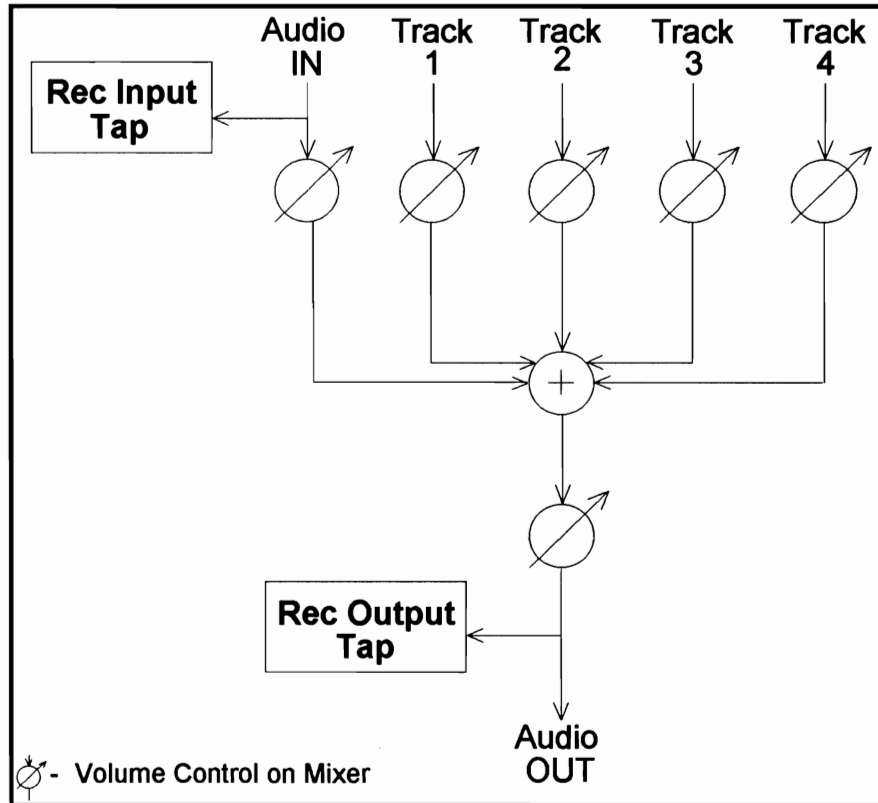 Audio
IN
Track
1
Track
2
Track
3
Track
4
Rec Input
Tap
+
Rec Output
Tap
Audio
OUT
- Volume Control on Mixer